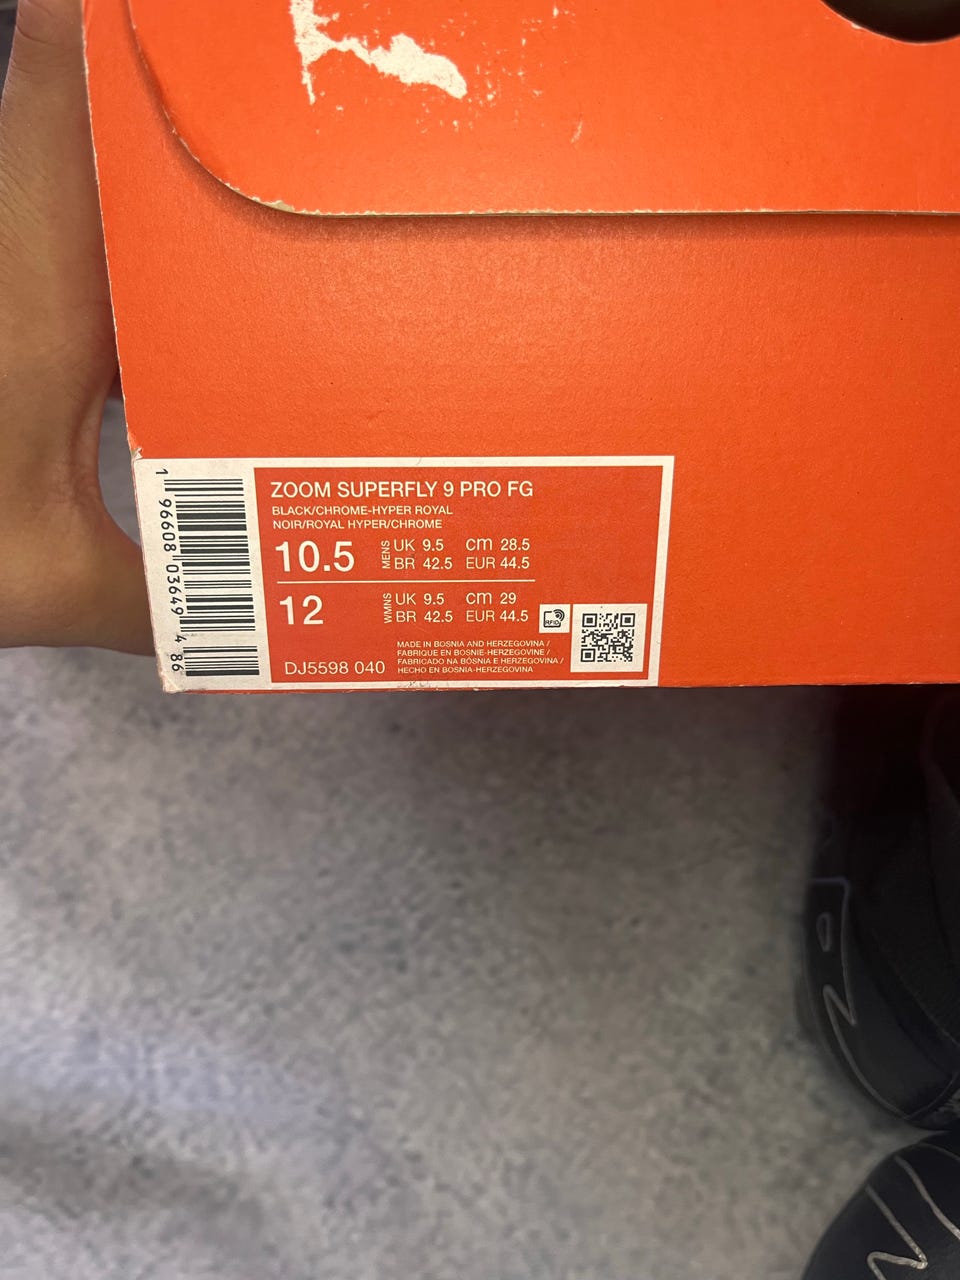 ZOOM SUPERFLY 9 PRO FG
BLACK/CHROME-HYPER ROYAL
NOIR/ROYAL HYPER/CHROME
10.5 MENS UK 9.5 cm 28.5
BR 42.5 EUR 44.5
12 WMNS UK 9.5 cm 29
BR 42.5 EUR 44.5
RFID
MADE IN BOSNIA AND HERZEGOVINA /
FABRIQUE EN BOSNIE-HERZEGOVINE /
FABRICADO NA BÓSNIA E HERZEGOVINA /
HECHO EN BOSNIA-HERZEGOVINA
DJ5598 040
1 96608 03649 4 86